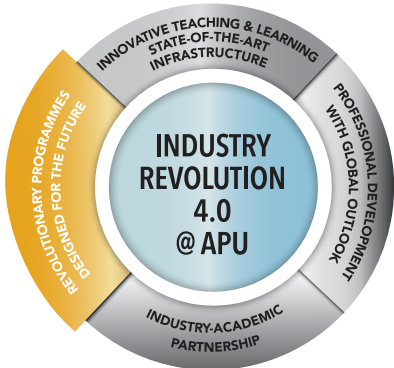 INNOVATIVE TEACHING & LEARNING
STATE-OF-THE-ART
INFRASTRUCTURE
PROFESSIONAL DEVELOPMENT
WITH GLOBAL OUTLOOK
INDUSTRY-ACADEMIC
PARTNERSHIP
REVOLUTIONARY PROGRAMMES
DESIGNED FOR THE FUTURE
INDUSTRY
REVOLUTION
4.0
@ APU